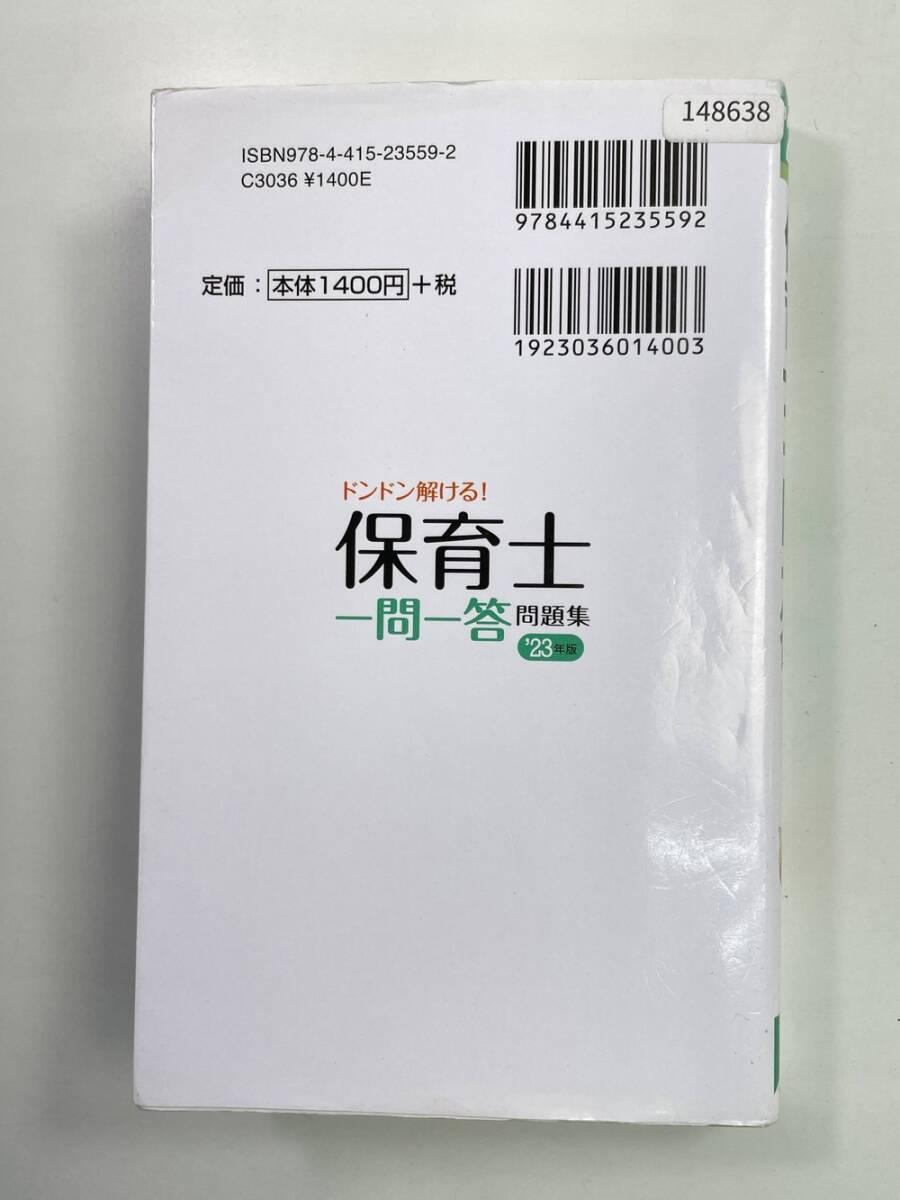 148638
ISBN978-4-415-23559-2
C3036 ¥1400E
9784415235592
定価：本体1400円＋税
1923036014003
ドンドン解ける！
保育士
一問一答問題集
'23年版